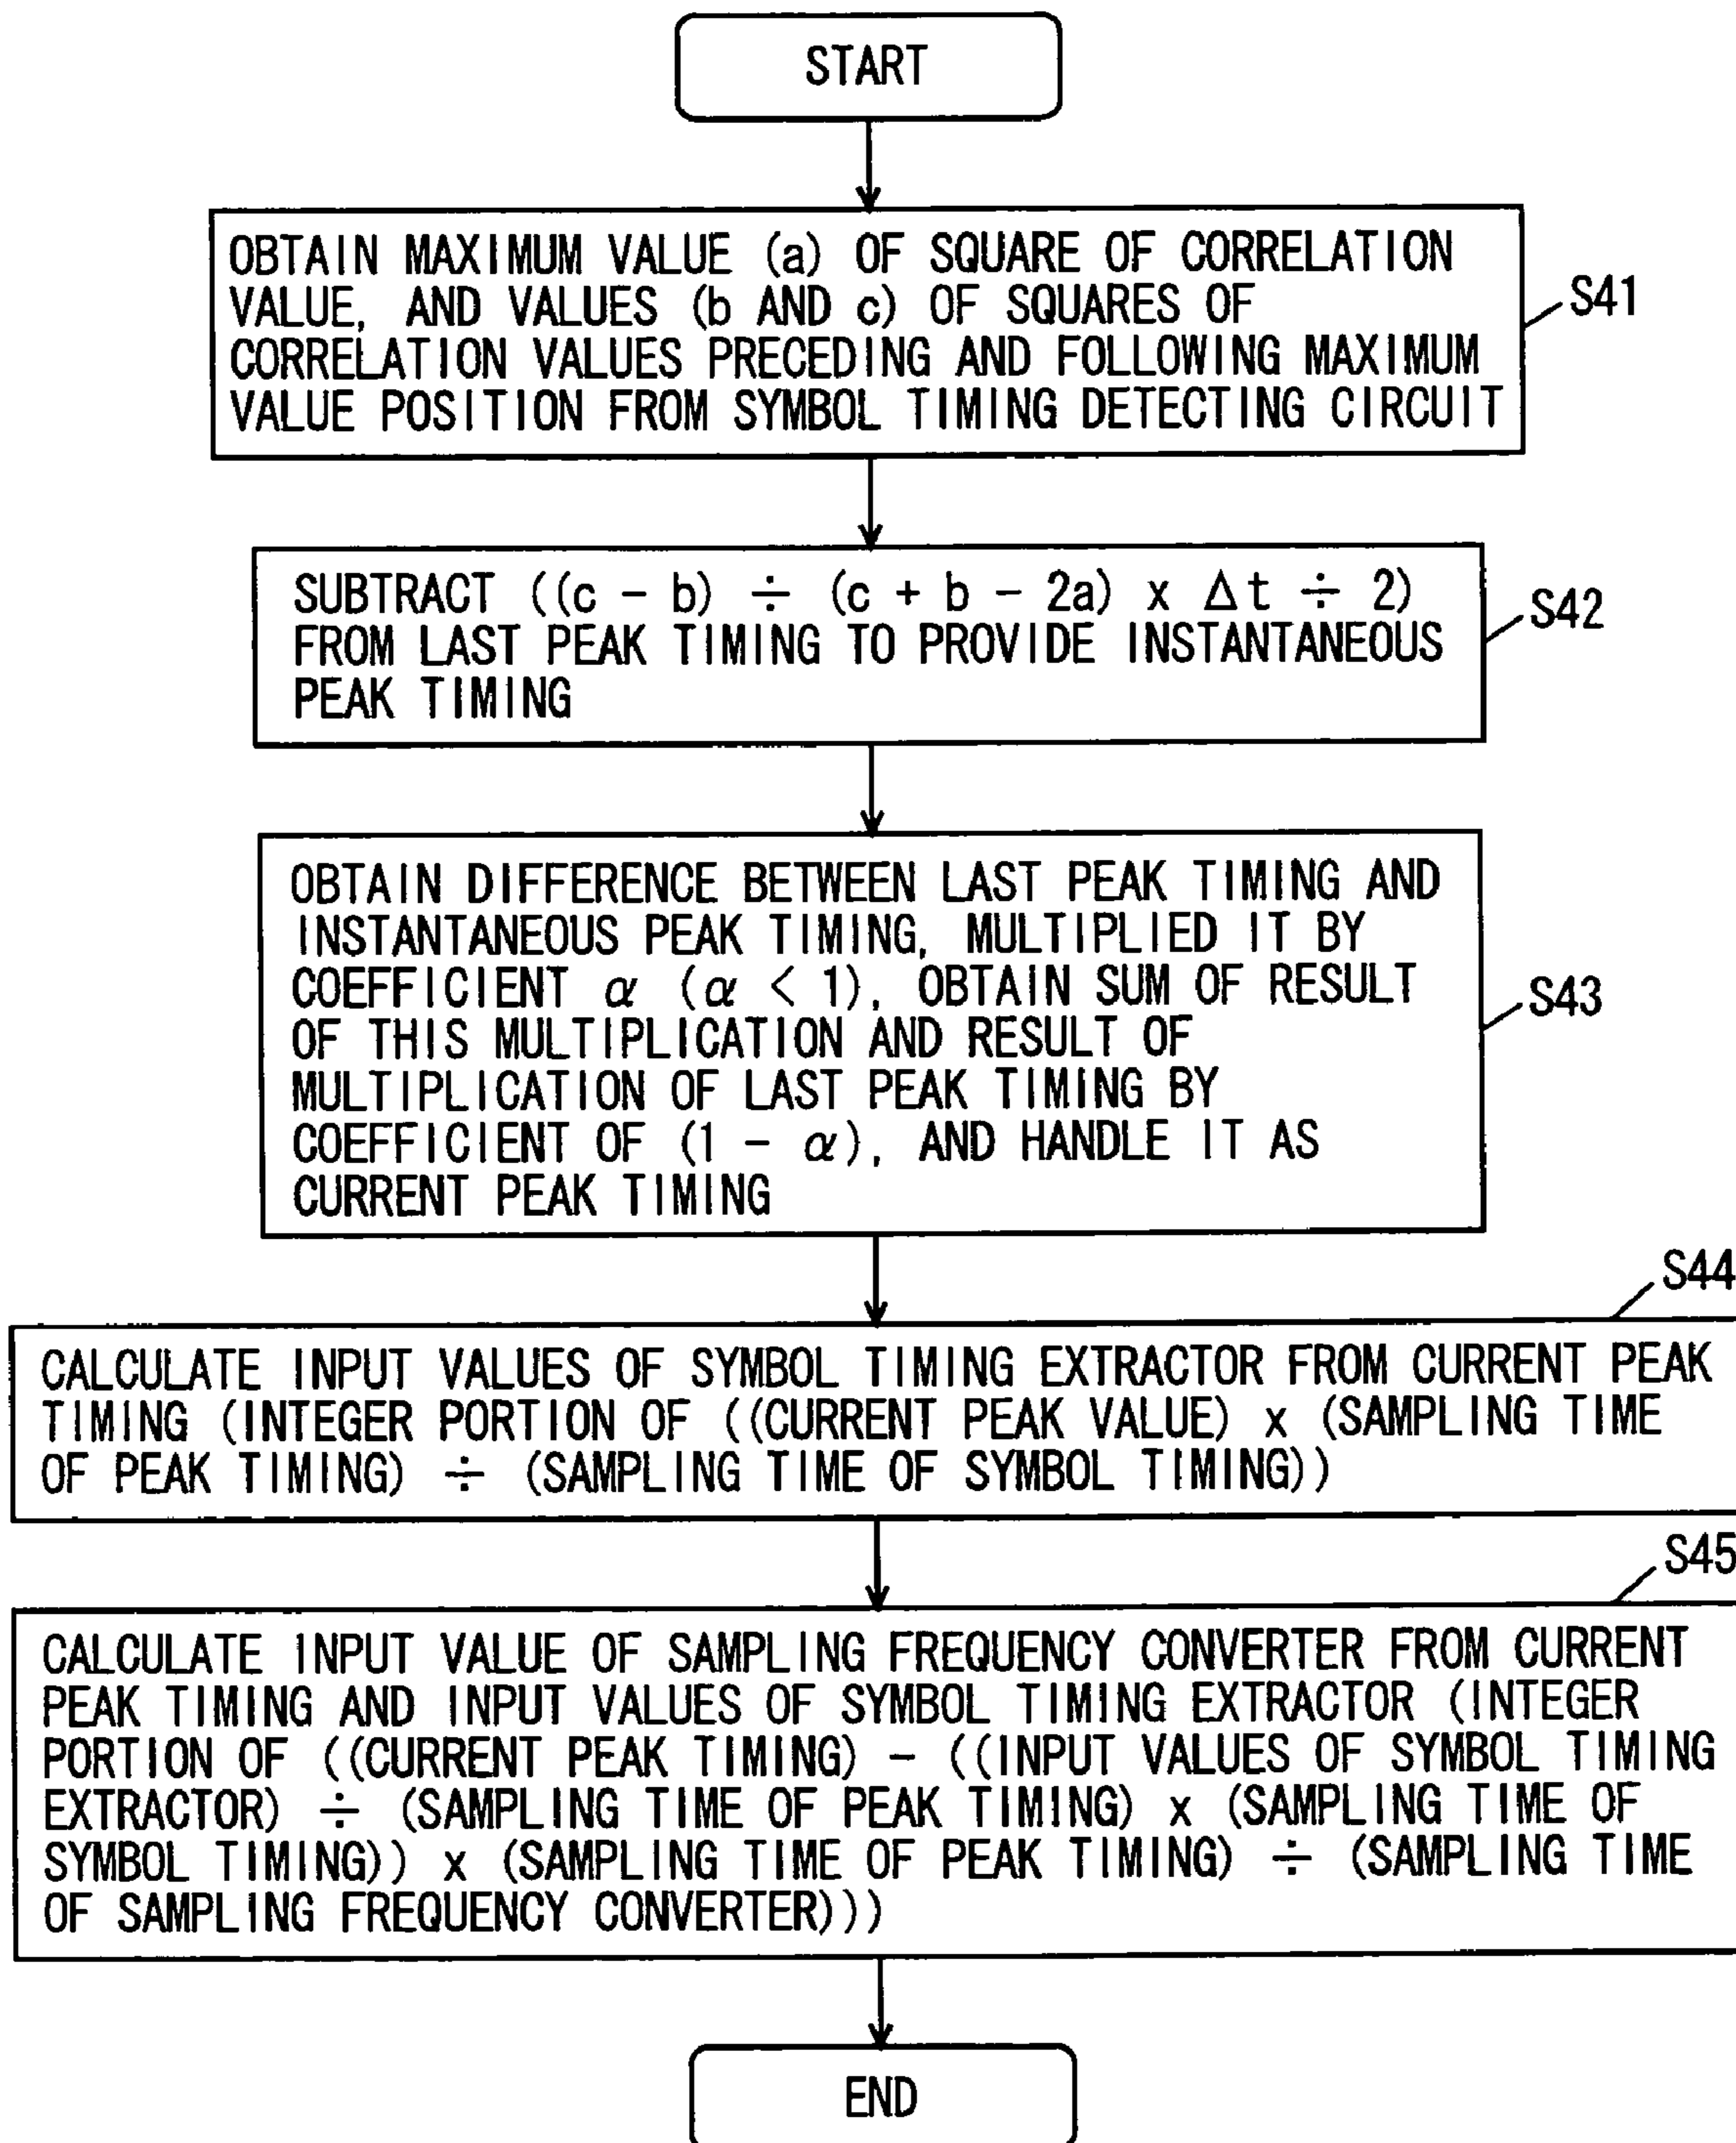 START
OBTAIN MAXIMUM VALUE (a) OF SQUARE OF CORRELATION
VALUE, AND VALUES (b AND c) OF SQUARES OF
CORRELATION VALUES PRECEDING AND FOLLOWING MAXIMUM
VALUE POSITION FROM SYMBOL TIMING DETECTING CIRCUIT
S41
SUBTRACT ((c - b) ÷ (c + b - 2a) x Δt ÷ 2)
FROM LAST PEAK TIMING TO PROVIDE INSTANTANEOUS
PEAK TIMING
S42
OBTAIN DIFFERENCE BETWEEN LAST PEAK TIMING AND
INSTANTANEOUS PEAK TIMING, MULTIPLIED IT BY
COEFFICIENT α (α < 1), OBTAIN SUM OF RESULT
OF THIS MULTIPLICATION AND RESULT OF
MULTIPLICATION OF LAST PEAK TIMING BY
COEFFICIENT OF (1 - α), AND HANDLE IT AS
CURRENT PEAK TIMING
S43
S44
CALCULATE INPUT VALUES OF SYMBOL TIMING EXTRACTOR FROM CURRENT PEAK
TIMING (INTEGER PORTION OF ((CURRENT PEAK VALUE) x (SAMPLING TIME
OF PEAK TIMING) ÷ (SAMPLING TIME OF SYMBOL TIMING))
S45
CALCULATE INPUT VALUE OF SAMPLING FREQUENCY CONVERTER FROM CURRENT
PEAK TIMING AND INPUT VALUES OF SYMBOL TIMING EXTRACTOR (INTEGER
PORTION OF ((CURRENT PEAK TIMING) - ((INPUT VALUES OF SYMBOL TIMING
EXTRACTOR) ÷ (SAMPLING TIME OF PEAK TIMING) x (SAMPLING TIME OF
SYMBOL TIMING)) x (SAMPLING TIME OF PEAK TIMING) ÷ (SAMPLING TIME
OF SAMPLING FREQUENCY CONVERTER)))
END